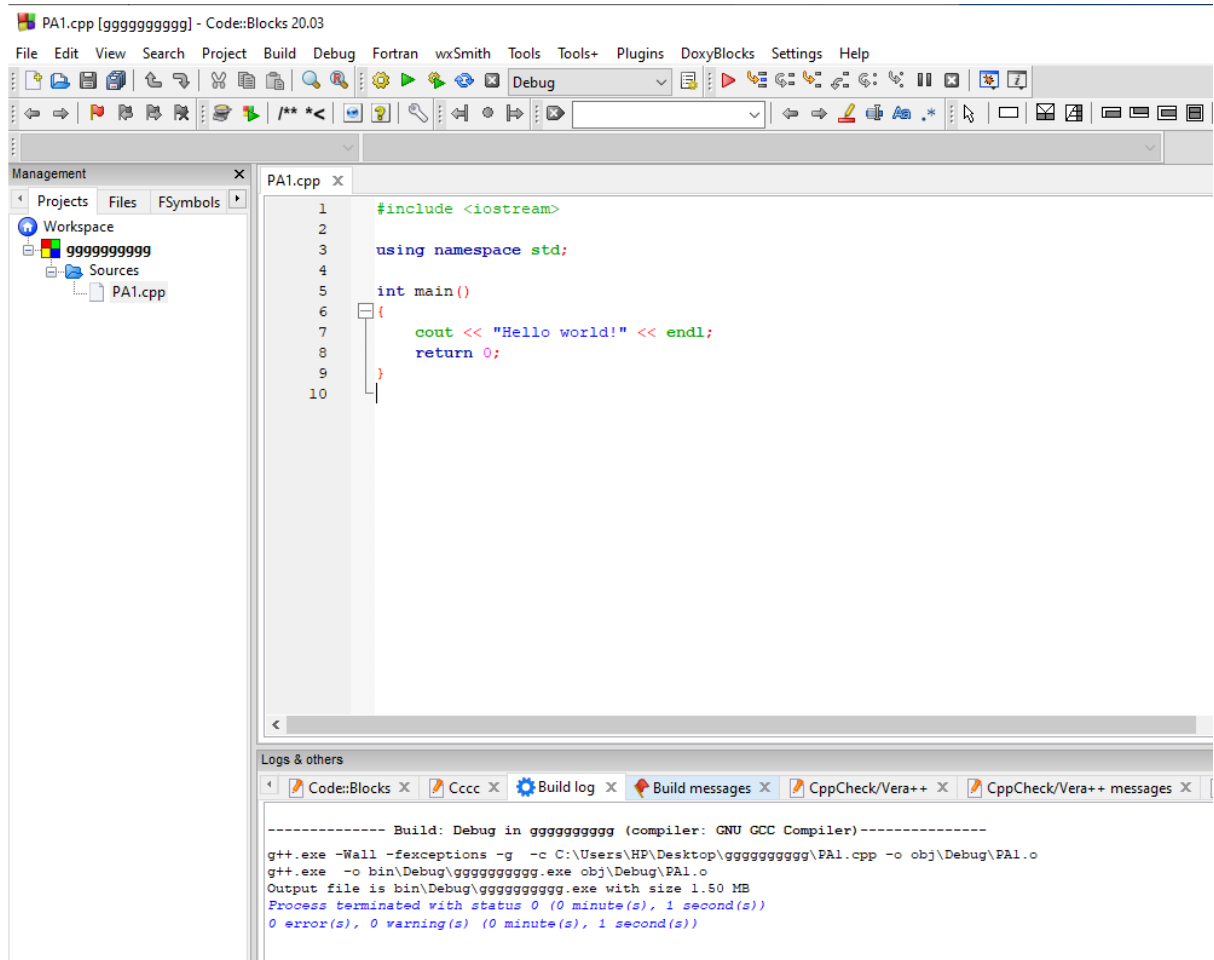 PA1.cpp [gggggggggg] - Code::Blocks 20.03
File Edit View Search Project Build Debug Fortran wxSmith Tools Tools+ Plugins DoxyBlocks Settings Help
Debug
/** *<
Management
Projects Files FSymbols
Workspace
gggggggggg
Sources
PA1.cpp
PA1.cpp
1 #include <iostream>
2
3 using namespace std;
4
5 int main()
6 {
7 cout << "Hello world!" << endl;
8 return 0;
9 }
10
Logs & others
Code::Blocks Cccc Build log Build messages CppCheck/Vera++ CppCheck/Vera++ messages
-------------- Build: Debug in gggggggggg (compiler: GNU GCC Compiler)---------------
g++.exe -Wall -fexceptions -g -c C:\Users\HP\Desktop\gggggggggg\PA1.cpp -o obj\Debug\PA1.o
g++.exe -o bin\Debug\gggggggggg.exe obj\Debug\PA1.o
Output file is bin\Debug\gggggggggg.exe with size 1.50 MB
Process terminated with status 0 (0 minute(s), 1 second(s))
0 error(s), 0 warning(s) (0 minute(s), 1 second(s))